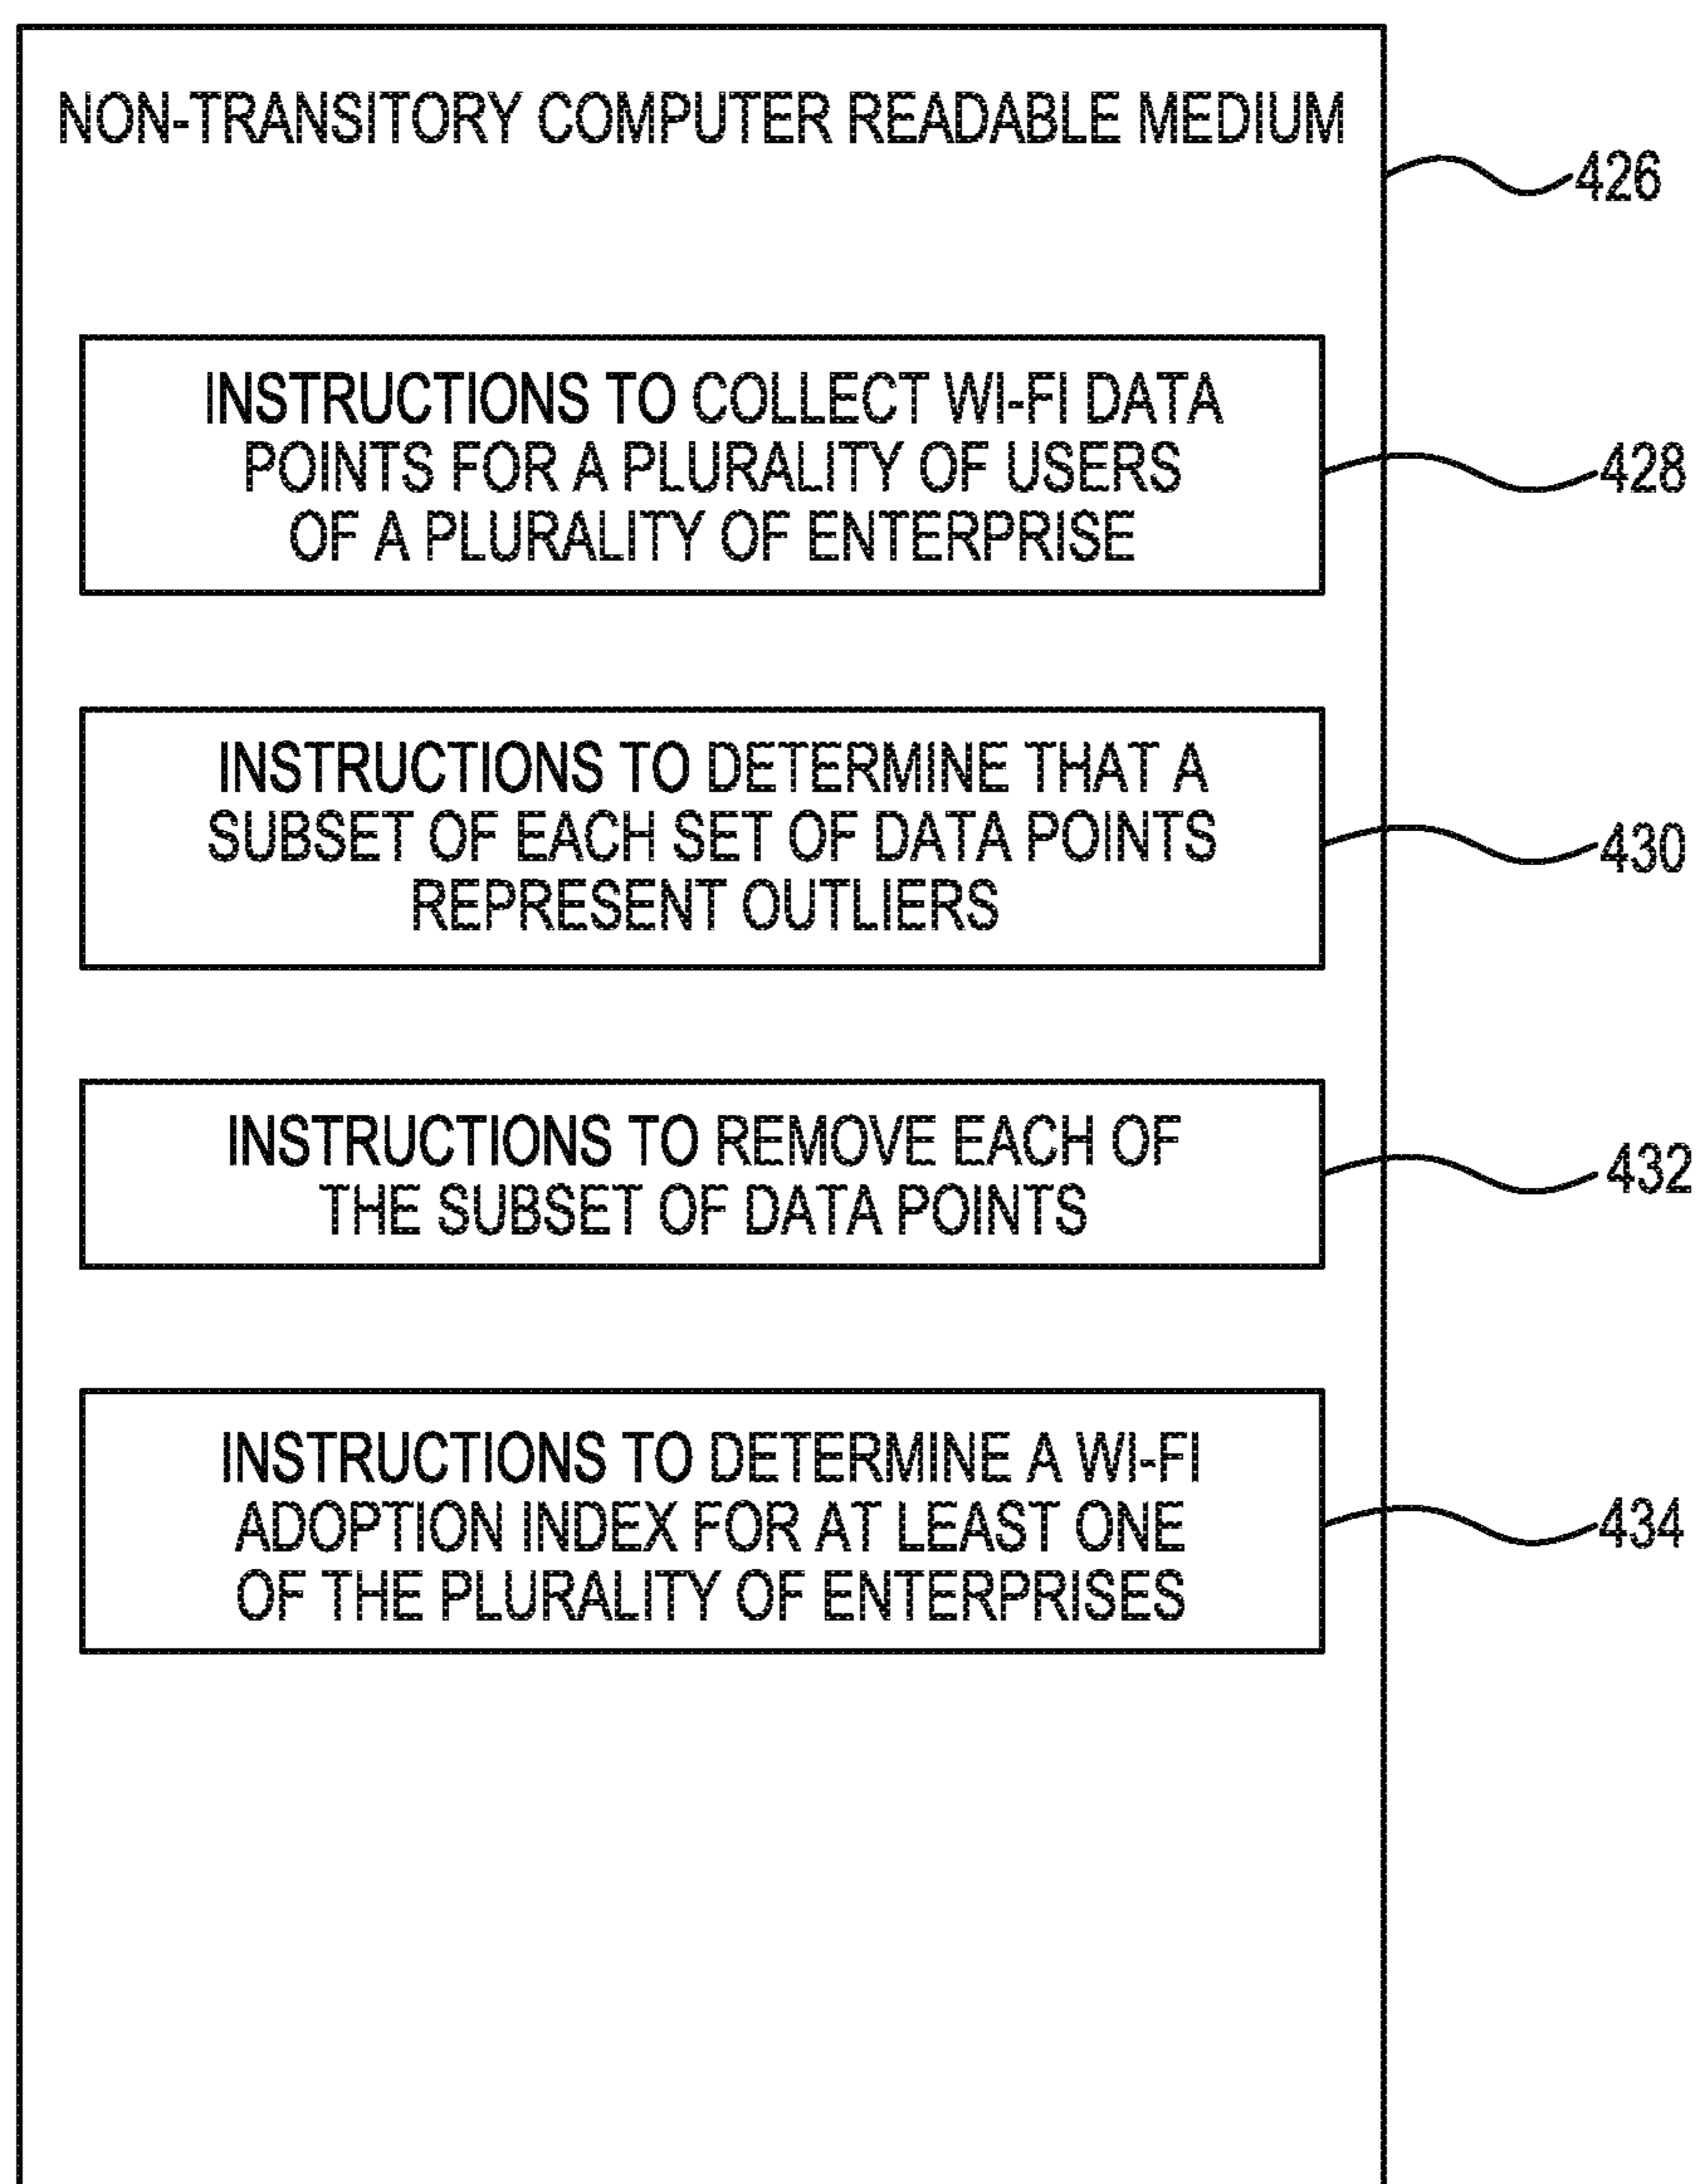 NON-TRANSITORY COMPUTER READABLE MEDIUM
426
INSTRUCTIONS TO COLLECT WI-FI DATA
POINTS FOR A PLURALITY OF USERS
OF A PLURALITY OF ENTERPRISE
428
INSTRUCTIONS TO DETERMINE THAT A
SUBSET OF EACH SET OF DATA POINTS
REPRESENT OUTLIERS
430
INSTRUCTIONS TO REMOVE EACH OF
THE SUBSET OF DATA POINTS
432
INSTRUCTIONS TO DETERMINE A WI-FI
ADOPTION INDEX FOR AT LEAST ONE
OF THE PLURALITY OF ENTERPRISES
434